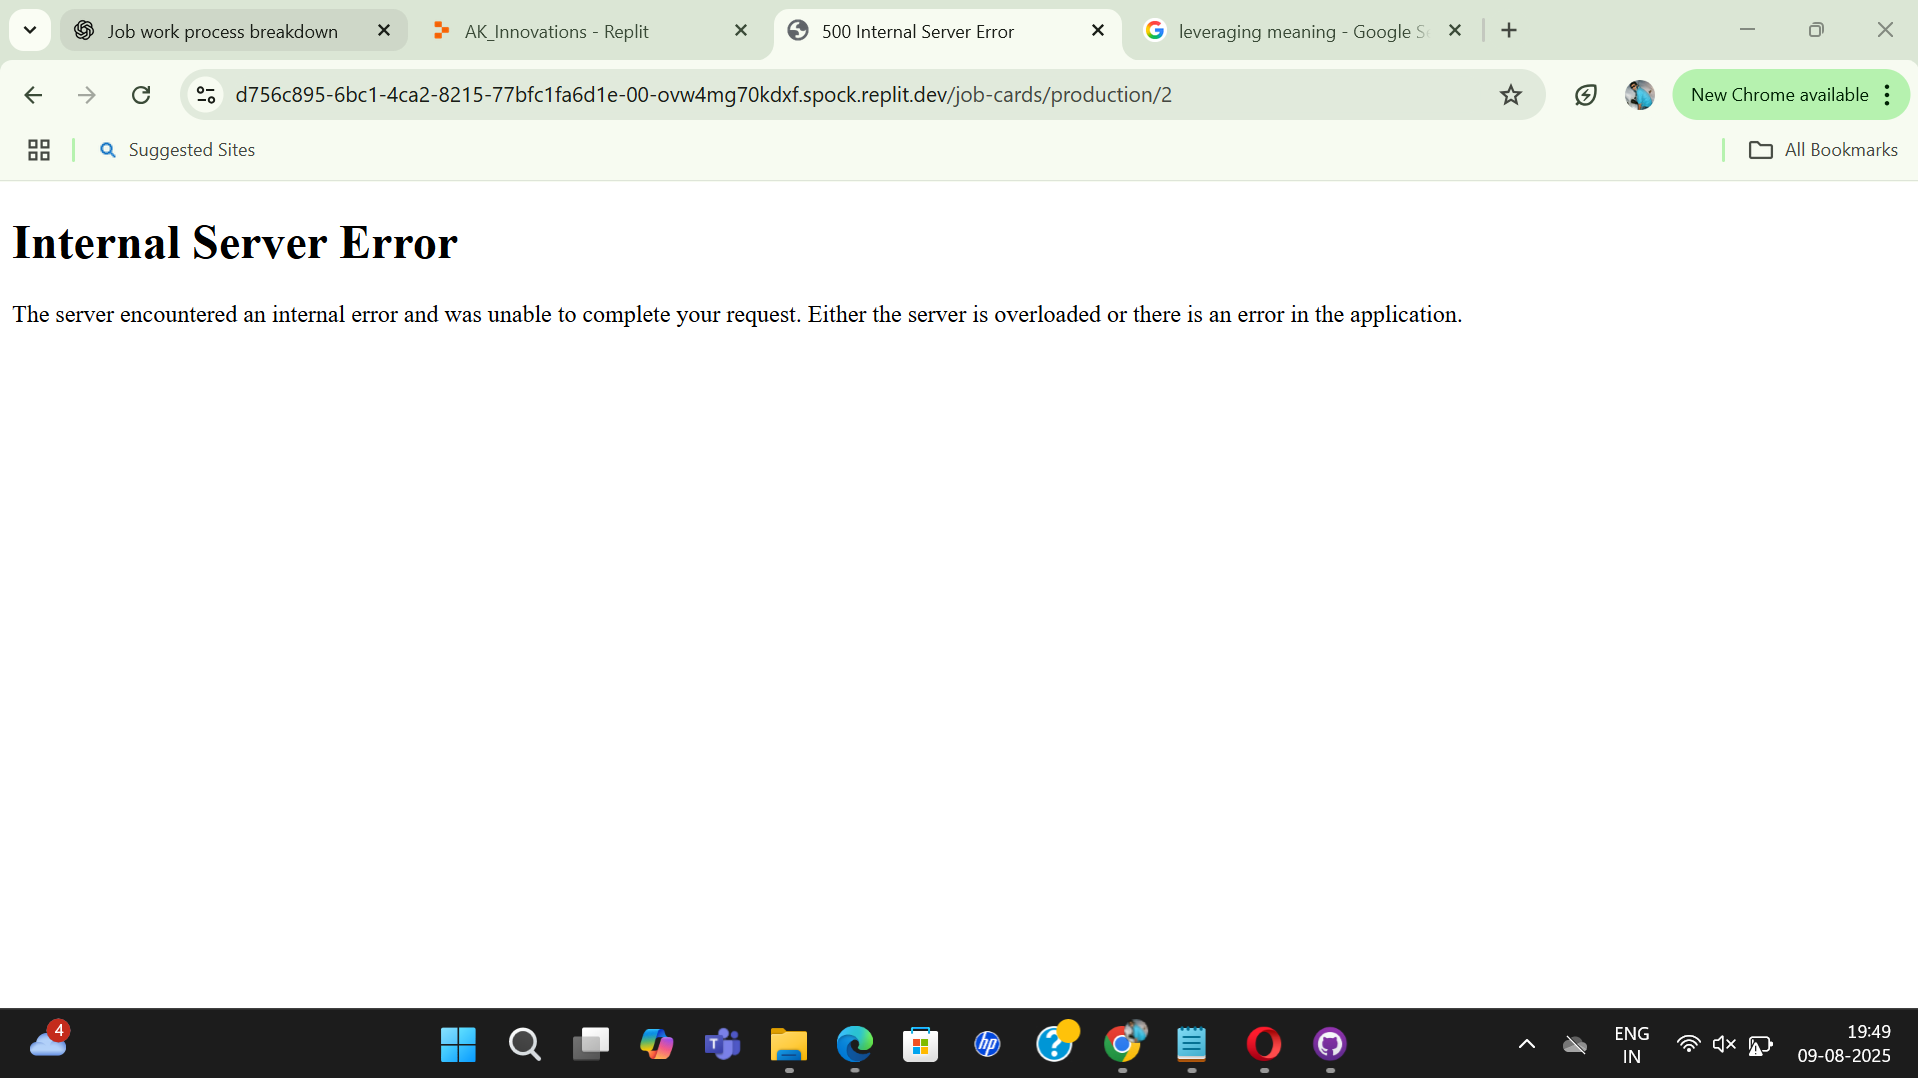 Job work process breakdown
AK_Innovations - Replit
500 Internal Server Error
leveraging meaning - Google S
d756c895-6bc1-4ca2-8215-77bfc1fa6d1e-00-ovw4mg70kdxf.spock.replit.dev/job-cards/production/2
New Chrome available
Suggested Sites
All Bookmarks
Internal Server Error
The server encountered an internal error and was unable to complete your request. Either the server is overloaded or there is an error in the application.
4
T
hp
?
ENG
IN
19:49
09-08-2025